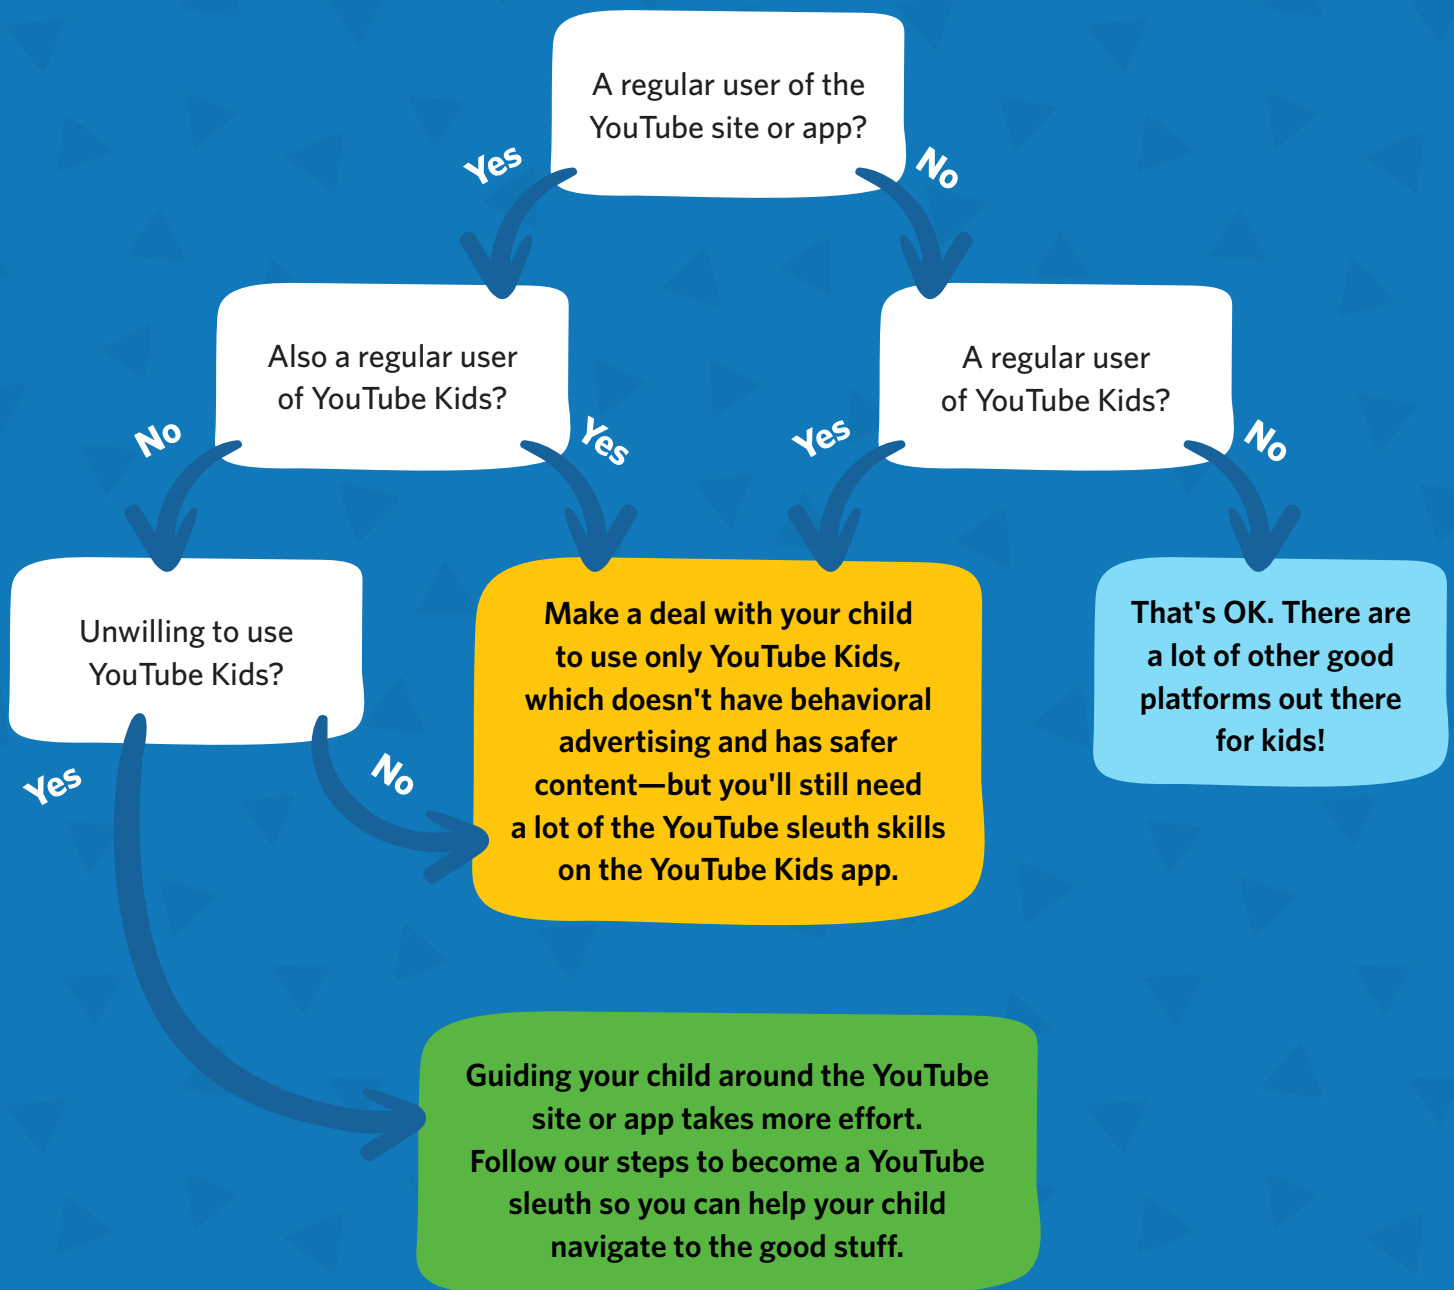 A regular user of the
YouTube site or app?
Yes
No
Also a regular user
of YouTube Kids?
A regular user
of YouTube Kids?
No
Yes
Yes
No
Unwilling to use
YouTube Kids?
Make a deal with your child
to use only YouTube Kids,
which doesn't have behavioral
advertising and has safer
content—but you'll still need
a lot of the YouTube sleuth skills
on the YouTube Kids app.
That's OK. There are
a lot of other good
platforms out there
for kids!
Yes
No
Guiding your child around the YouTube
site or app takes more effort.
Follow our steps to become a YouTube
sleuth so you can help your child
navigate to the good stuff.